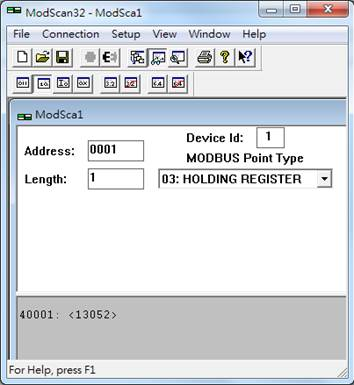 ModScan32 - ModSca1
File Connection Setup View Window Help
ModSca1
Device Id: 1
Address: 0001
MODBUS Point Type
Length: 1
03: HOLDING REGISTER
40001: <13052>
For Help, press F1